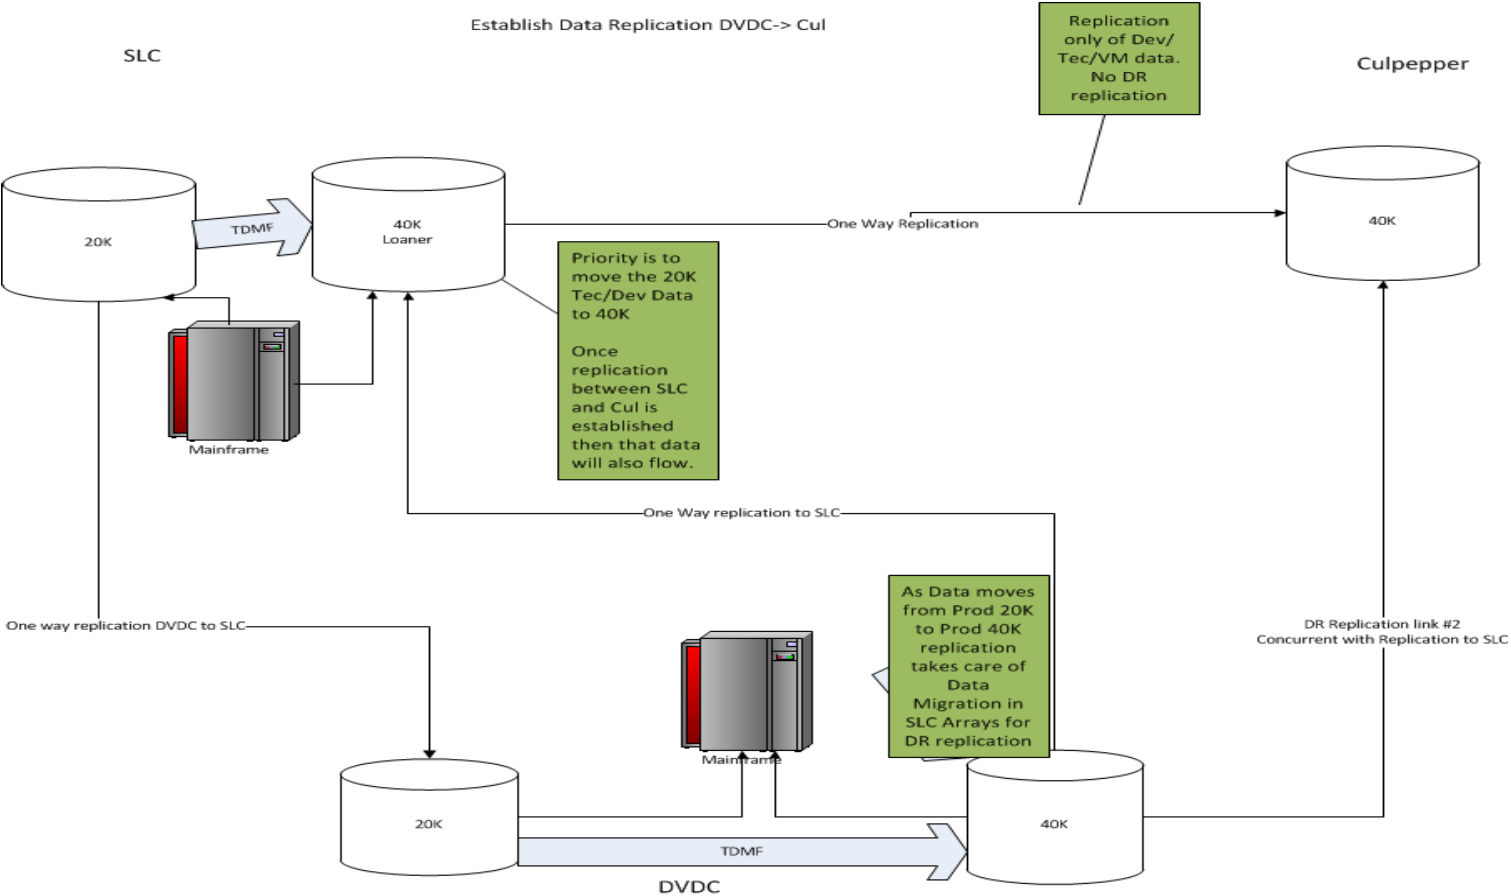 Establish Data Replication DVDC-> Cul
SLC
Culpepper
Replication
only of Dev/
Tec/VM data.
No DR
replication
20K
TDMF
40K
Loaner
One Way Replication
40K
Priority is to
move the 20K
Tec/Dev Data
to 40K
Once
replication
between SLC
and Cul is
established
then that data
will also flow.
Mainframe
One Way replication to SLC
One way replication DVDC to SLC
As Data moves
from Prod 20K
to Prod 40K
replication
takes care of
Data
Migration in
SLC Arrays for
DR replication
DR Replication link #2
Concurrent with Replication to SLC
Mainframe
20K
TDMF
40K
DVDC